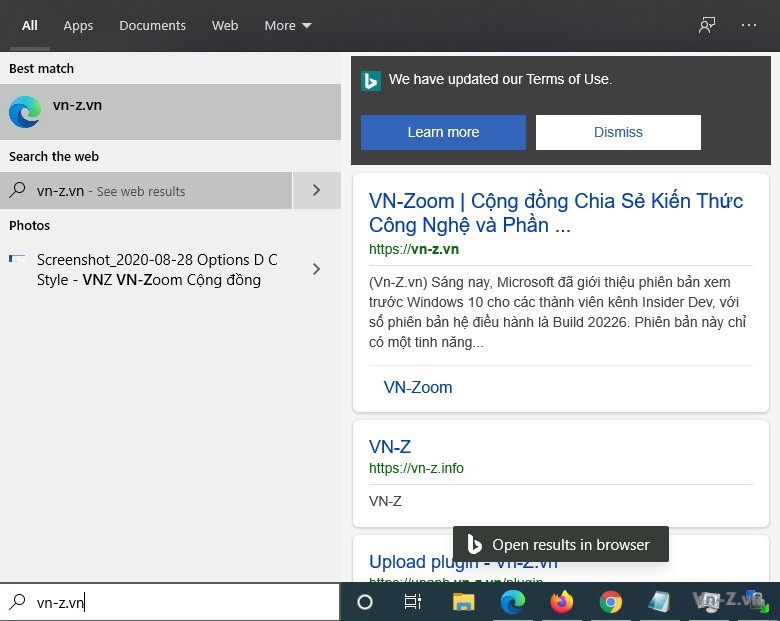 All Apps Documents Web More
Best match
vn-z.vn
Search the web
vn-z.vn - See web results
Photos
Screenshot_2020-08-28 Options D C
Style - VNZ VN-Zoom Cộng đồng
We have updated our Terms of Use.
Learn more Dismiss
VN-Zoom | Cộng đồng Chia Sẻ Kiến Thức
Công Nghệ và Phần ...
https://vn-z.vn
(Vn-Z.vn) Sáng nay, Microsoft đã giới thiệu phiên bản xem
trước Windows 10 cho các thành viên kênh Insider Dev, với
số phiên bản hệ điều hành là Build 20226. Phiên bản này chỉ
có một tinh năng...
VN-Zoom
VN-Z
https://vn-z.info
VN-Z
Upload plugin - Vn-Z.vn
Open results in browser
vn-z.vn
Vn-Z.vn